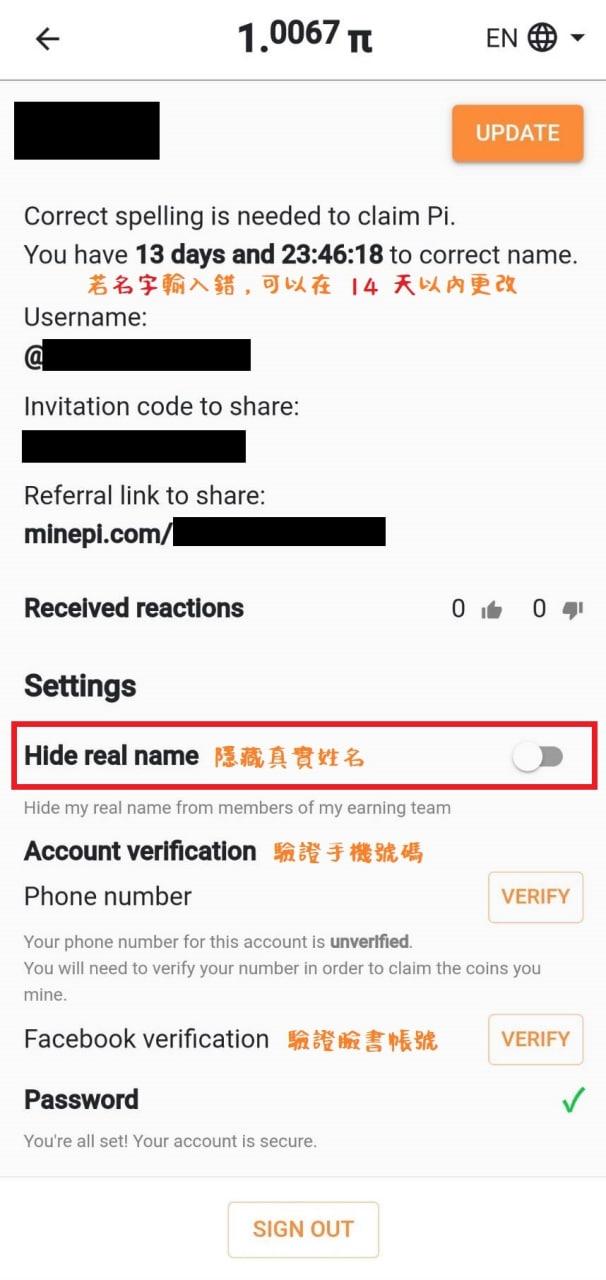 1.0067 π EN
UPDATE
Correct spelling is needed to claim Pi.
You have 13 days and 23:46:18 to correct name.
若名字輸入錯，可以在 14 天以內更改
Username:
@
Invitation code to share:
Referral link to share:
minepi.com/
Received reactions 0 0
Settings
Hide real name 隱藏真實姓名
Hide my real name from members of my earning team
Account verification 驗證手機號碼
Phone number VERIFY
Your phone number for this account is unverified.
You will need to verify your number in order to claim the coins you
mine.
Facebook verification 驗證臉書帳號 VERIFY
Password
You're all set! Your account is secure.
SIGN OUT